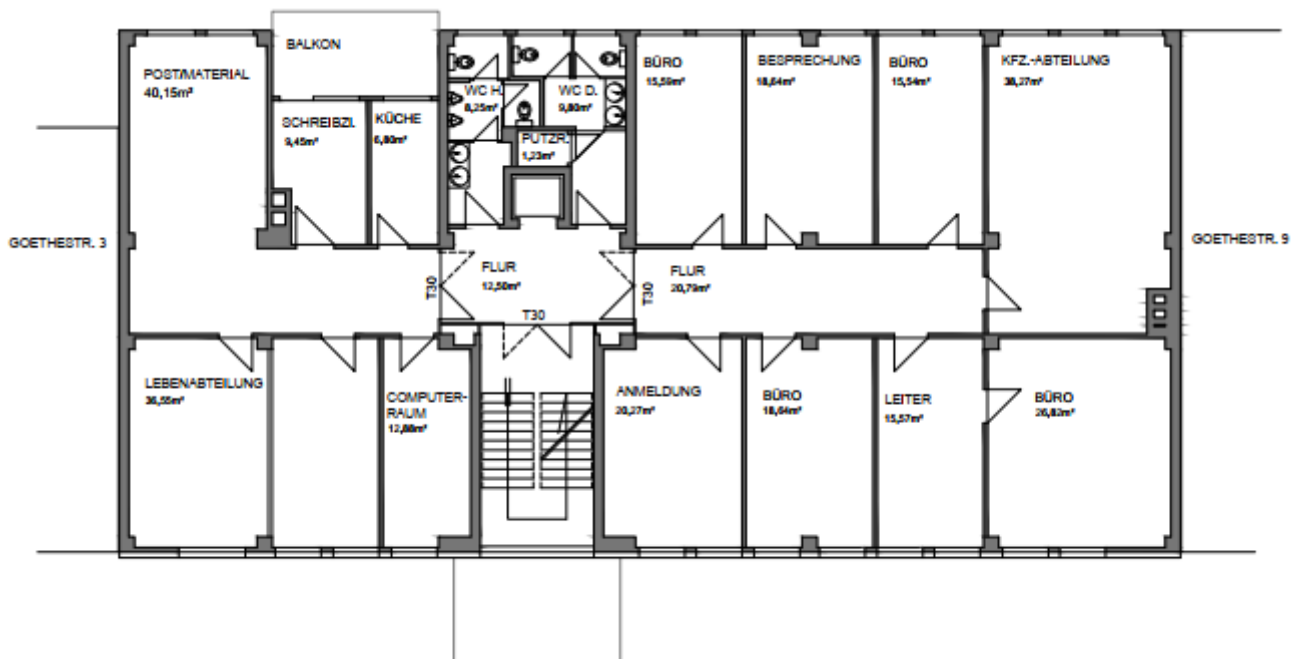 BALKON
POST/MATERIAL
40,15m²
SCHREIBZI.
9,45m²
KÜCHE
6,80m²
WC H.
8,25m²
WC D.
9,80m²
PUTZR.
1,23m²
BÜRO
15,59m²
BESPRECHUNG
18,64m²
BÜRO
15,54m²
KFZ.-ABTEILUNG
38,27m²
GOETHESTR. 3
GOETHESTR. 9
FLUR
12,50m²
T30
T30
T30
FLUR
20,79m²
LEBENABTEILUNG
36,55m²
COMPUTER-
RAUM
12,88m²
ANMELDUNG
20,27m²
BÜRO
18,64m²
LEITER
15,57m²
BÜRO
26,82m²